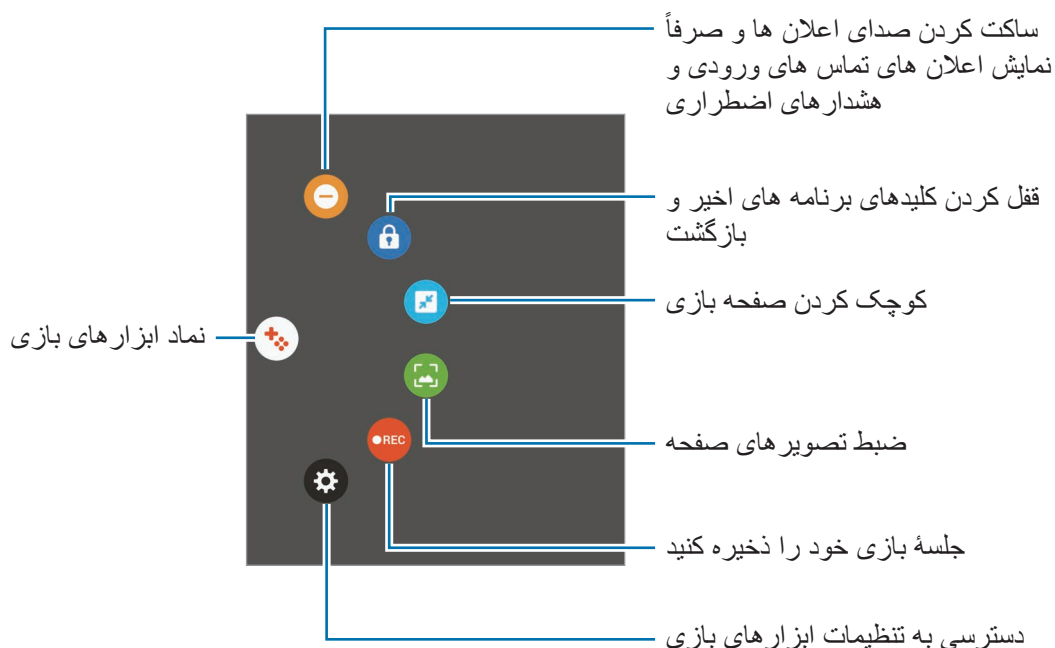 ساکت کردن صدای اعلان ها و صرفاً
نمایش اعلان های تماس های ورودی و
هشدارهای اضطراری
قفل کردن کلیدهای برنامه های اخیر و
بازگشت
کوچک کردن صفحه بازی
نماد ابزارهای بازی
ضبط تصویرهای صفحه
REC
جلسۀ بازی خود را ذخیره کنید
دسترسی به تنظیمات ابزارهای بازی